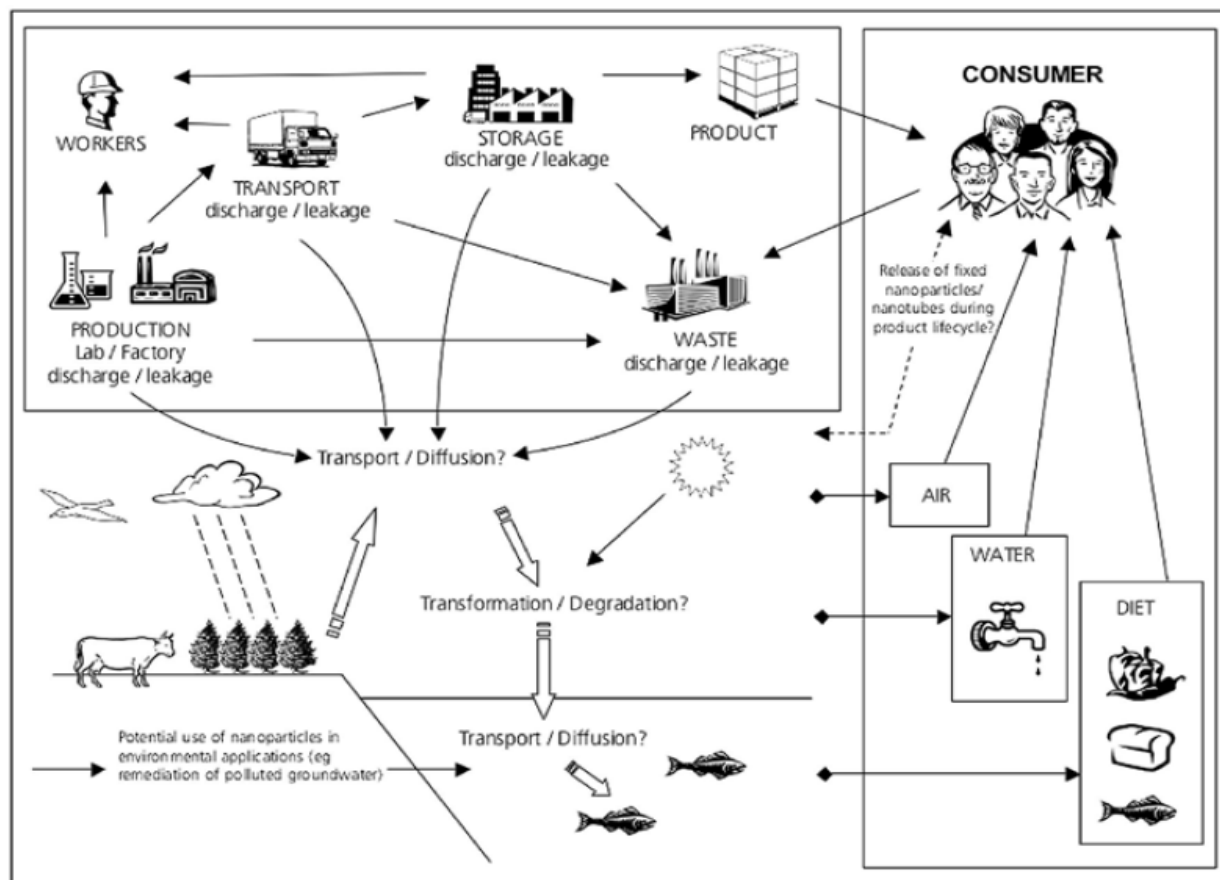 WORKERS
TRANSPORT
discharge / leakage
STORAGE
discharge / leakage
PRODUCT
PRODUCTION
Lab / Factory
discharge / leakage
WASTE
discharge / leakage
CONSUMER
Release of fixed
nanoparticles/
nanotubes during
product lifecycle?
Transport / Diffusion?
AIR
WATER
DIET
Transformation / Degradation?
Potential use of nanoparticles in
environmental applications (eg
remediation of polluted groundwater)
Transport / Diffusion?